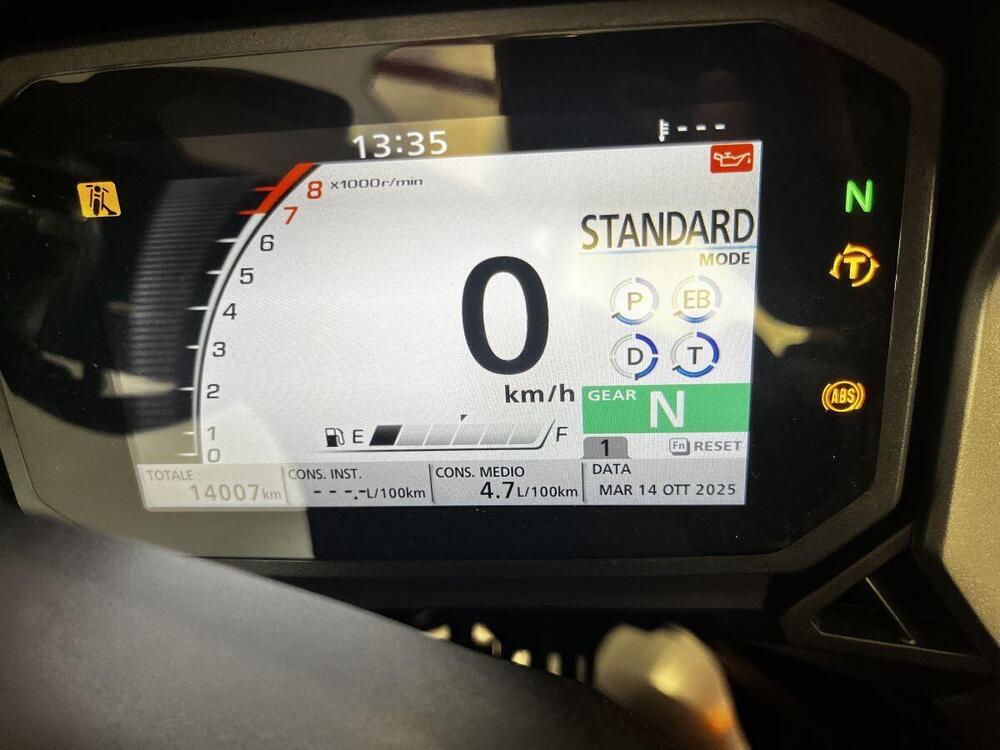 13:35
---
8 x1000r/min
7
6
5
4
3
2
1
0
N
STANDARD
MODE
P EB
D T
T
0
km/h
ABS
GEAR N
E F
1 Fn RESET
TOTALE
14007km
CONS. INST.
---.-L/100km
CONS. MEDIO
4.7L/100km
DATA
MAR 14 OTT 2025